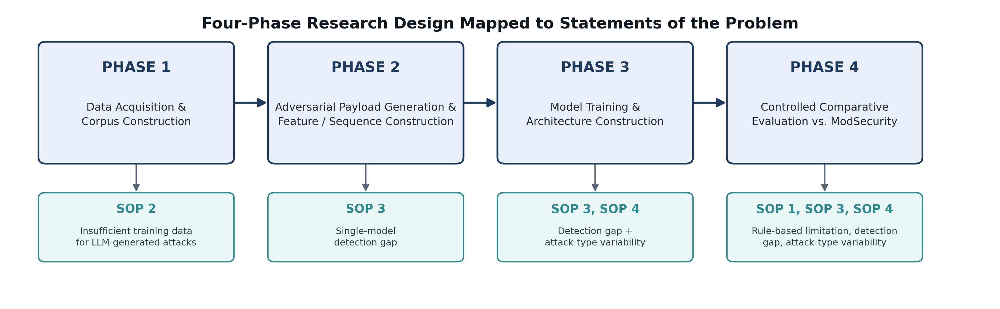 Four-Phase Research Design Mapped to Statements of the Problem
PHASE 1
Data Acquisition &
Corpus Construction
PHASE 2
Adversarial Payload Generation &
Feature / Sequence Construction
PHASE 3
Model Training &
Architecture Construction
PHASE 4
Controlled Comparative
Evaluation vs. ModSecurity
SOP 2
Insufficient training data
for LLM-generated attacks
SOP 3
Single-model
detection gap
SOP 3, SOP 4
Detection gap +
attack-type variability
SOP 1, SOP 3, SOP 4
Rule-based limitation, detection
gap, attack-type variability